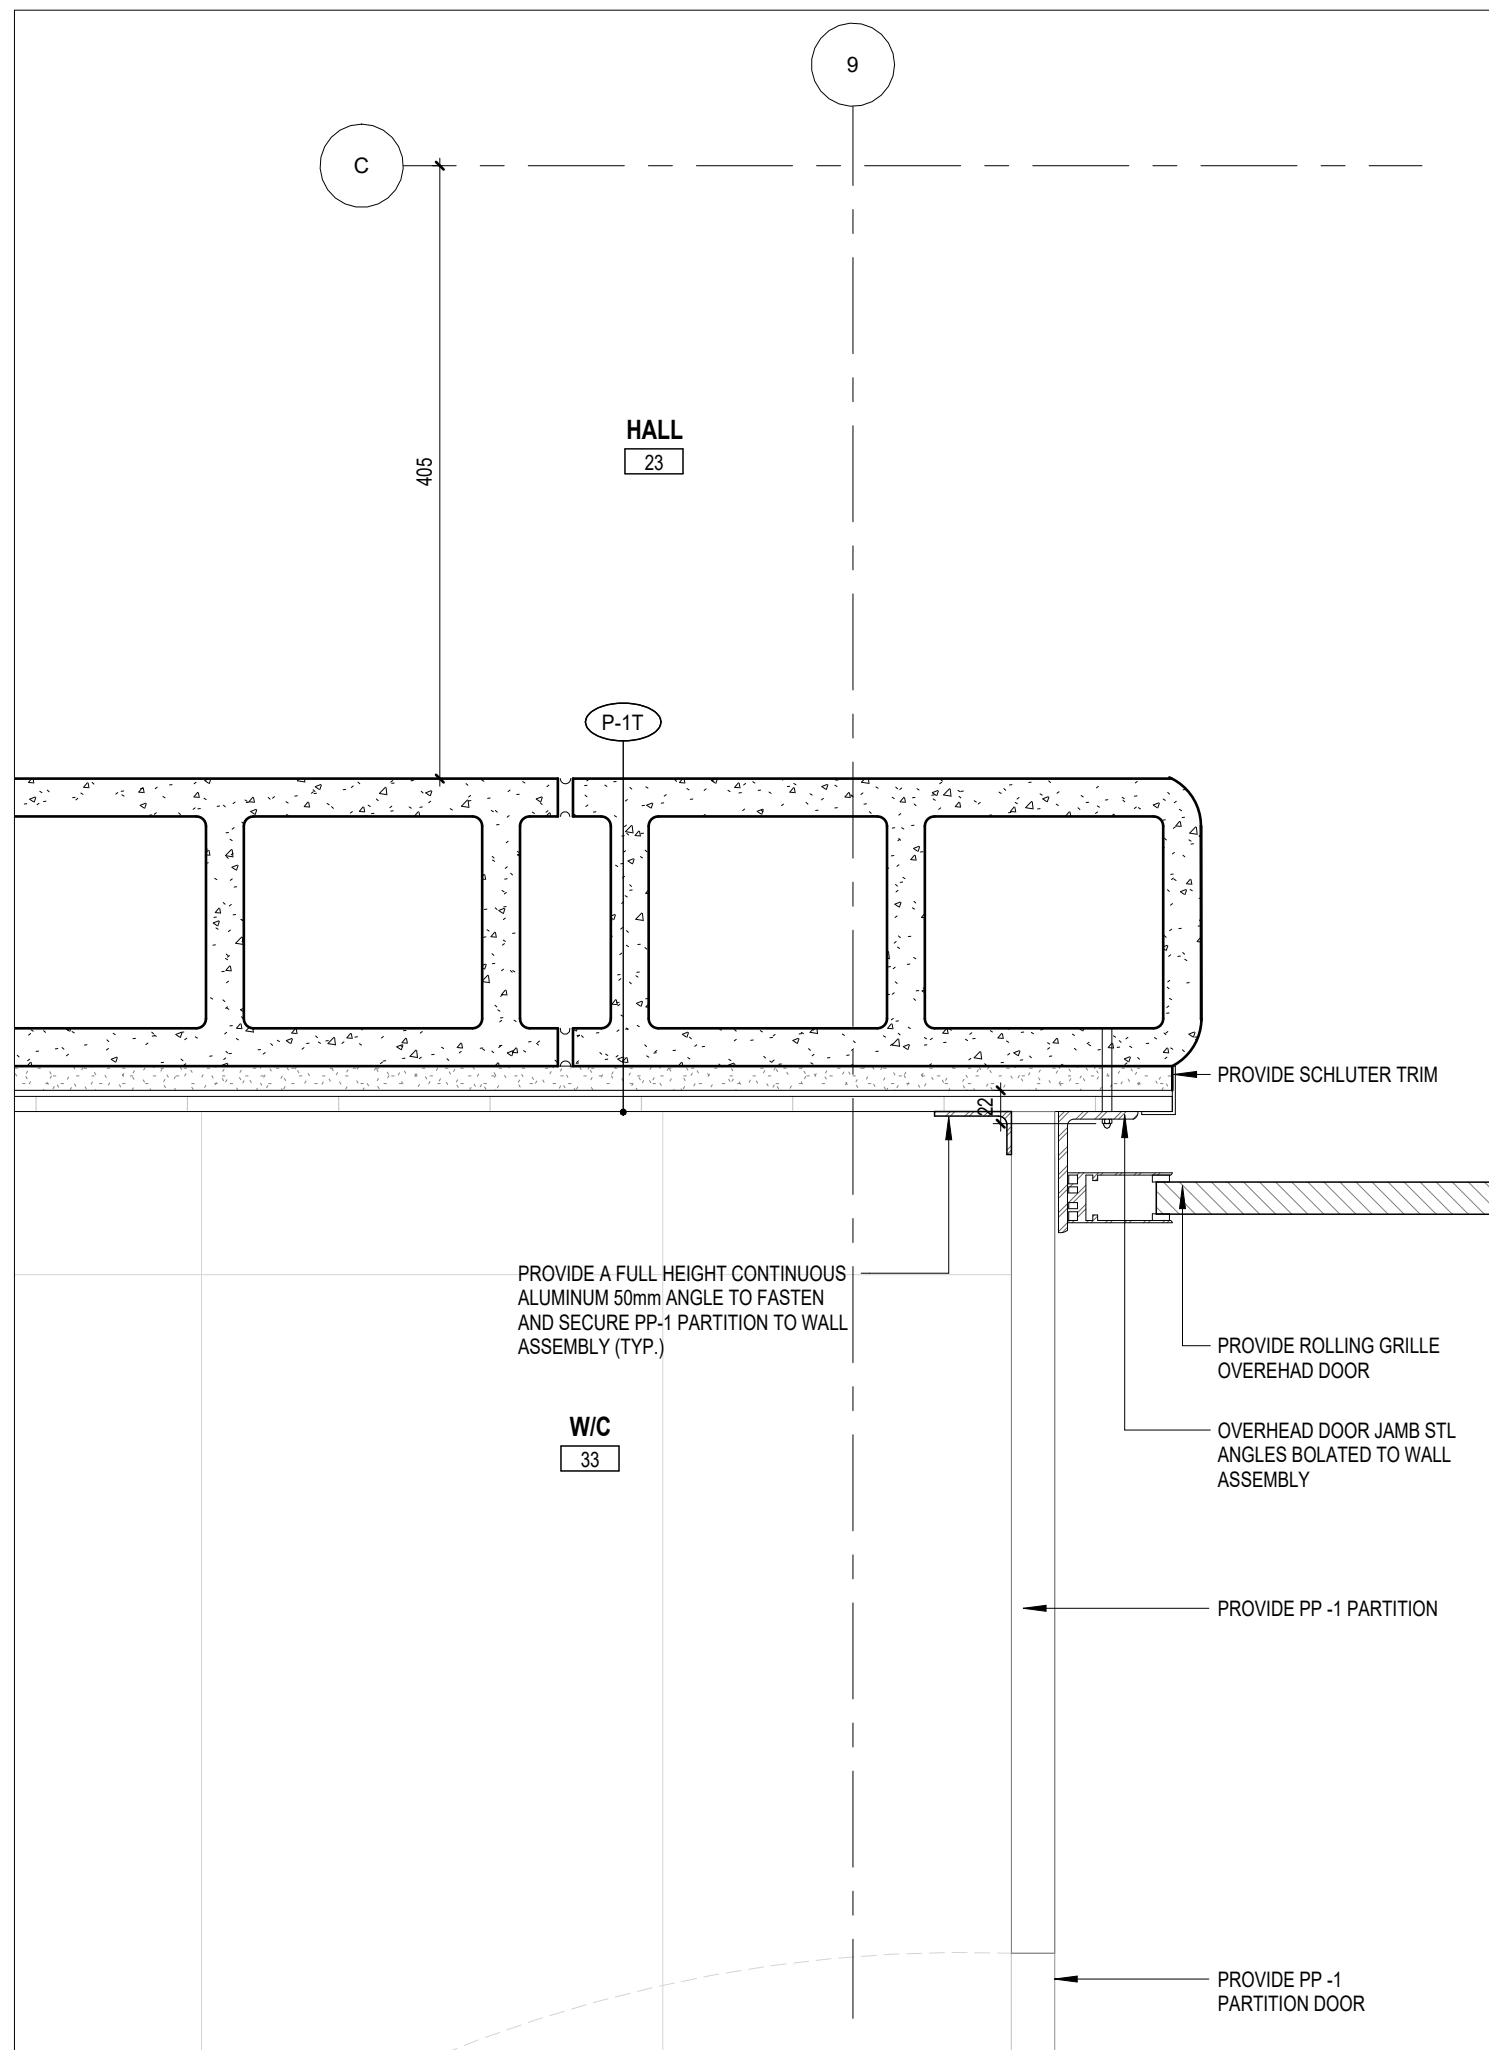 9
C
HALL
23
405
P-1T
PROVIDE SCHLUTER TRIM
22
PROVIDE A FULL HEIGHT CONTINUOUS
ALUMINUM 50mm ANGLE TO FASTEN
AND SECURE PP-1 PARTITION TO WALL
ASSEMBLY (TYP.)
PROVIDE ROLLING GRILLE
OVEREHAD DOOR
W/C
33
OVERHEAD DOOR JAMB STL
ANGLES BOLATED TO WALL
ASSEMBLY
PROVIDE PP -1 PARTITION
PROVIDE PP -1
PARTITION DOOR